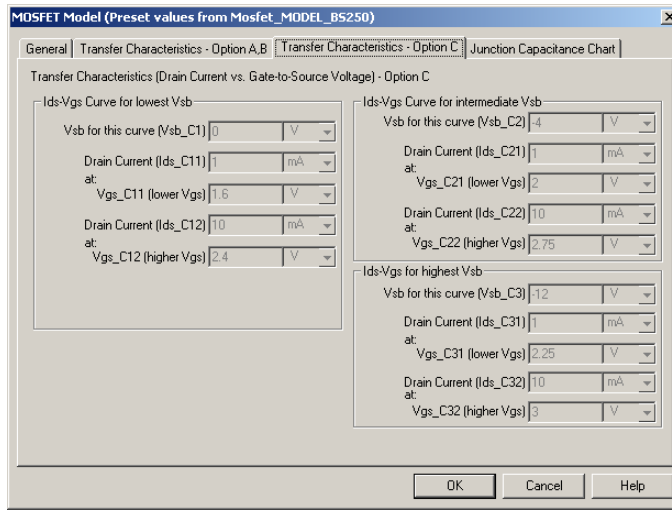 MOSFET Model (Preset values from Mosfet_MODEL_BS250)
General Transfer Characteristics - Option A,B Transfer Characteristics - Option C Junction Capacitance Chart
Transfer Characteristics (Drain Current vs. Gate-to-Source Voltage) - Option C
Ids-Vgs Curve for lowest Vsb
Vsb for this curve (Vsb_C1) 0 V
Drain Current (Ids_C11) 1 mA
at:
Vgs_C11 (lower Vgs) 1.6 V
Drain Current (Ids_C12) 10 mA
at:
Vgs_C12 (higher Vgs) 2.4 V
Ids-Vgs Curve for intermediate Vsb
Vsb for this curve (Vsb_C2) -4 V
Drain Current (Ids_C21) 1 mA
at:
Vgs_C21 (lower Vgs) 2 V
Drain Current (Ids_C22) 10 mA
at:
Vgs_C22 (higher Vgs) 2.75 V
Ids-Vgs for highest Vsb
Vsb for this curve (Vsb_C3) -12 V
Drain Current (Ids_C31) 1 mA
at:
Vgs_C31 (lower Vgs) 2.25 V
Drain Current (Ids_C32) 10 mA
at:
Vgs_C32 (higher Vgs) 3 V
OK Cancel Help